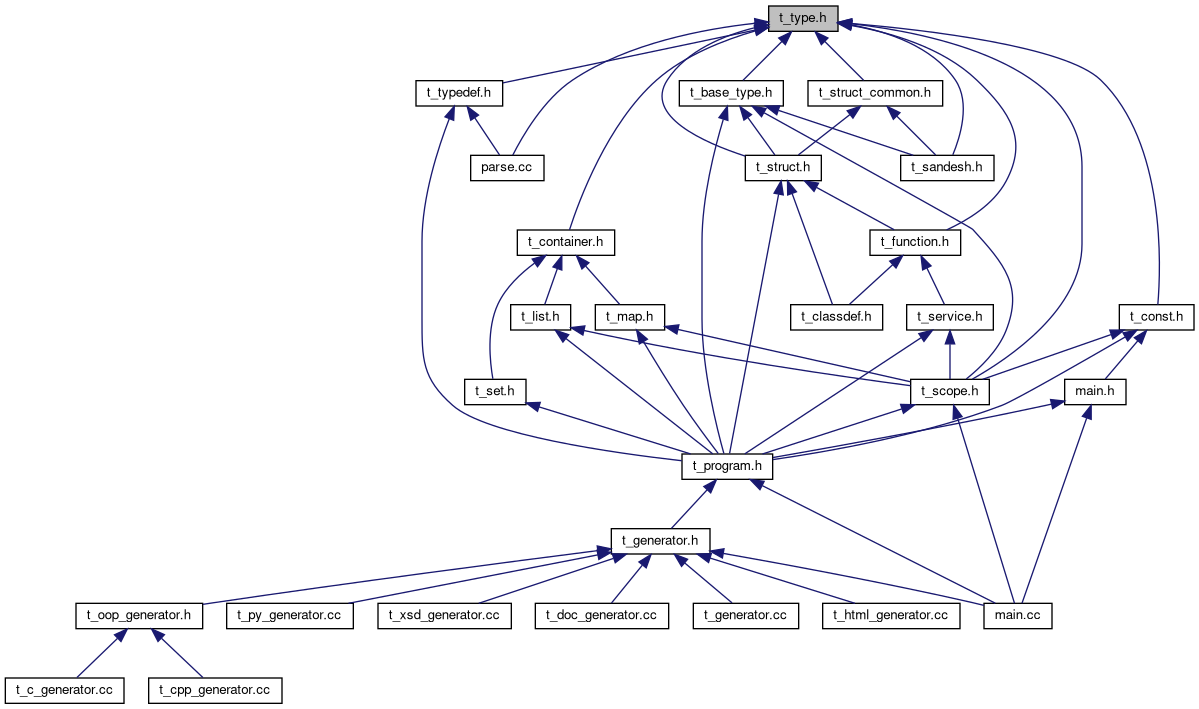 t_type.h
t_typedef.h
t_base_type.h
t_struct_common.h
parse.cc
t_struct.h
t_sandesh.h
t_container.h
t_function.h
t_list.h
t_map.h
t_classdef.h
t_service.h
t_const.h
t_set.h
t_scope.h
main.h
t_program.h
t_generator.h
t_oop_generator.h
t_py_generator.cc
t_xsd_generator.cc
t_doc_generator.cc
t_generator.cc
t_html_generator.cc
main.cc
t_c_generator.cc
t_cpp_generator.cc